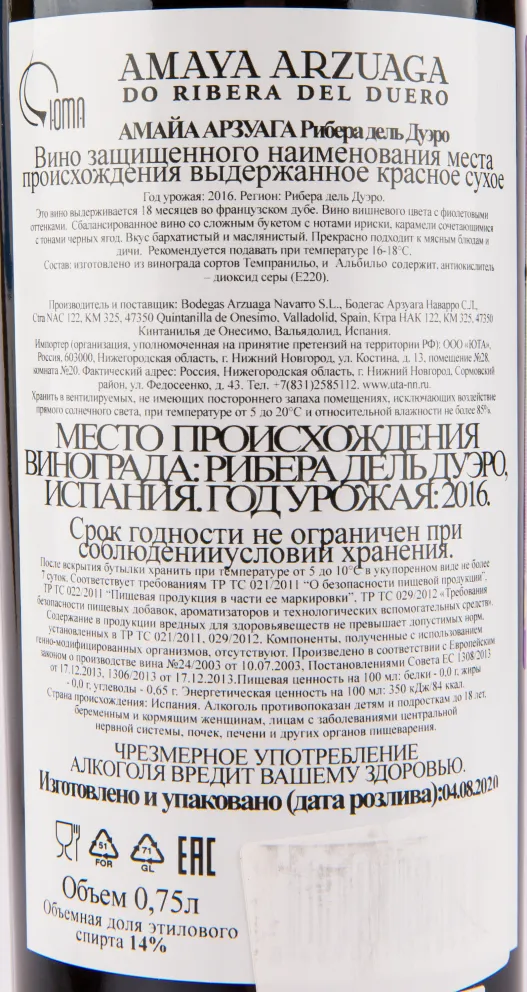 ЮТА
AMAYA ARZUAGA
DO RIBERA DEL DUERO
АМАЙА АРЗУАГА Рибера дель Дуэро
Вино защищенного наименования места
происхождения выдержанное красное сухое
Год урожая: 2016. Регион: Рибера дель Дуэро.
Это вино выдерживается 18 месяцев во французском дубе. Вино вишневого цвета с фиолетовыми
оттенками. Сбалансированное вино со сложным букетом с нотами ириски, карамели сочетающимися
с тонами черных ягод. Вкус бархатистый и маслянистый. Прекрасно подходит к мясным блюдам и
дичи. Рекомендуется подавать при температуре 16-18°C.
Состав: изготовлено из винограда сортов Темпранильо, и Альбильо содержит, антиокислитель
– диоксид серы (Е220).
Производитель и поставщик: Bodegas Arzuaga Navarro S.L., Бодегас Арзуага Наварро С.Л.,
Ctra NAC 122, KM 325, 47350 Quintanilla de Onesimo, Valladolid, Spain, Ктра НАК 122, КМ 325, 47350
Кинтанилья де Онесимо, Вальядолид, Испания.
Импортер (организация, уполномоченная на принятие претензий на территории РФ): ООО «ЮТА»,
Россия, 603000, Нижегородская область, г. Нижний Новгород, ул. Костина, д. 13, помещение №28,
комната №20. Фактический адрес: Россия, Нижегородская область, г. Нижний Новгород, Сормовский
район, ул. Федосеенко, д. 43. Тел. +7(831)2585112. www.uta-nn.ru.
Хранить в вентилируемых, не имеющих постороннего запаха помещениях, исключающих воздействие
прямого солнечного света, при температуре от 5 до 20°C и относительной влажности не более 85%.
МЕСТО ПРОИСХОЖДЕНИЯ
ВИНОГРАДА: РИБЕРА ДЕЛЬ ДУЭРО,
ИСПАНИЯ. ГОД УРОЖАЯ: 2016.
Срок годности не ограничен при
соблюденииусловий хранения.
После вскрытия бутылки хранить при температуре от 5 до 10°C в укупоренном виде не более
7 суток. Соответствует требованиям ТР ТС 021/2011 "О безопасности пищевой продукции",
ТР ТС 022/2011 "Пищевая продукция в части ее маркировки", ТР ТС 029/2012 «Требования
безопасности пищевых добавок, ароматизаторов и технологических вспомогательных средств».
Содержание в продукции вредных для здоровьявеществ не превышает допустимых норм,
установленных в ТР ТС 021/2011, 029/2012. Компоненты, полученные с использованием
генно-модифицированных организмов, отсутствуют. Произведено в соответствии с Европейским
законом о производстве вина №24/2003 от 10.07.2003, Постановлениями Совета ЕС 1308/2013
от 17.12.2013, 1306/2013 от 17.12.2013.Пищевая ценность на 100 мл: белки - 0,0 г, жиры
- 0,0 г, углеводы - 0,65 г. Энергетическая ценность на 100 мл: 350 кДж/84 ккал.
Страна происхождения: Испания. Алкоголь противопоказан детям и подросткам до 18 лет,
беременным и кормящим женщинам, лицам с заболеваниями центральной
нервной системы, почек, печени и других органов пищеварения.
ЧРЕЗМЕРНОЕ УПОТРЕБЛЕНИЕ
АЛКОГОЛЯ ВРЕДИТ ВАШЕМУ ЗДОРОВЬЮ.
Изготовлено и упаковано (дата розлива):04.08.2020
51 71 EAC
FOR GL
Объем 0,75л
Объемная доля этилового
спирта 14%